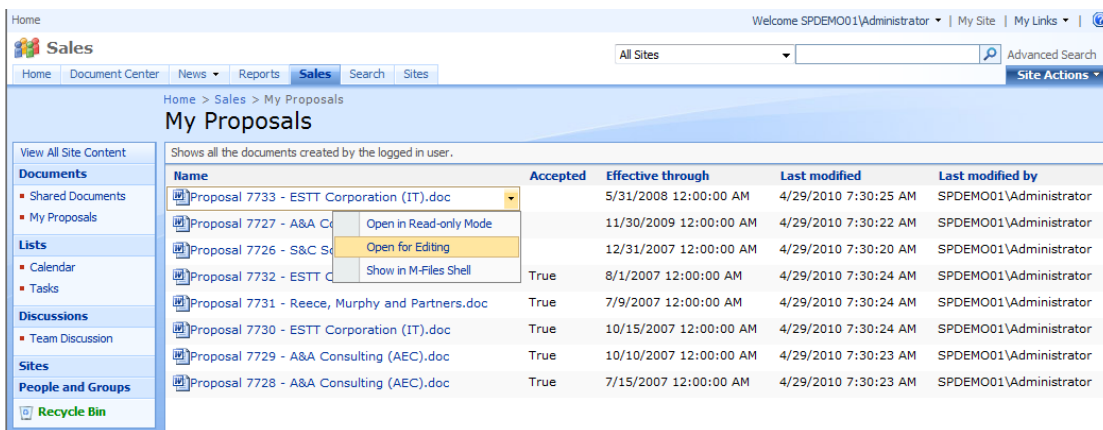 Home
Welcome SPDEMO01\Administrator | My Site | My Links |
Sales
All Sites
Advanced Search
Home Document Center News Reports Sales Search Sites
Site Actions
Home > Sales > My Proposals
My Proposals
View All Site Content
Documents
Shared Documents
My Proposals
Lists
Calendar
Tasks
Discussions
Team Discussion
Sites
People and Groups
Recycle Bin
Shows all the documents created by the logged in user.
Name Accepted Effective through Last modified Last modified by
Proposal 7733 - ESTT Corporation (IT).doc 5/31/2008 12:00:00 AM 4/29/2010 7:30:25 AM SPDEMO01\Administrator
Proposal 7727 - A&A 11/30/2009 12:00:00 AM 4/29/2010 7:30:22 AM SPDEMO01\Administrator
Proposal 7726 - S&C 12/31/2007 12:00:00 AM 4/29/2010 7:30:20 AM SPDEMO01\Administrator
Proposal 7732 - ESTT True 8/1/2007 12:00:00 AM 4/29/2010 7:30:24 AM SPDEMO01\Administrator
Open in Read-only Mode
Open for Editing
Show in M-Files Shell
Proposal 7731 - Reece, Murphy and Partners.doc True 7/9/2007 12:00:00 AM 4/29/2010 7:30:24 AM SPDEMO01\Administrator
Proposal 7730 - ESTT Corporation (IT).doc True 10/15/2007 12:00:00 AM 4/29/2010 7:30:24 AM SPDEMO01\Administrator
Proposal 7729 - A&A Consulting (AEC).doc True 10/10/2007 12:00:00 AM 4/29/2010 7:30:23 AM SPDEMO01\Administrator
Proposal 7728 - A&A Consulting (AEC).doc True 7/15/2007 12:00:00 AM 4/29/2010 7:30:23 AM SPDEMO01\Administrator